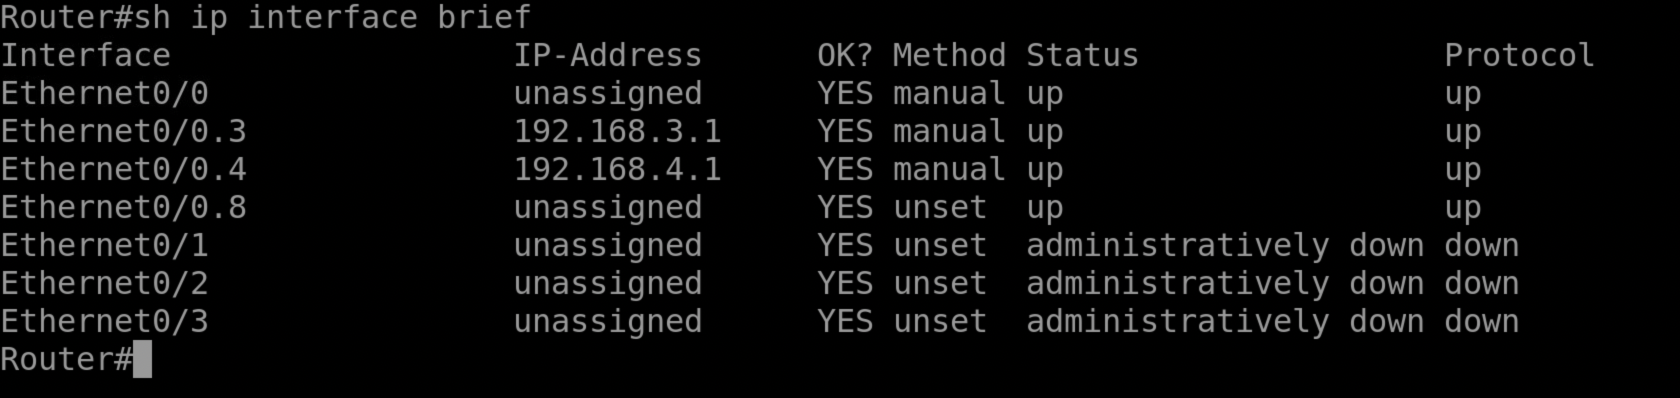 Router#sh ip interface brief
Interface                  IP-Address      OK? Method Status                Protocol
Ethernet0/0                unassigned      YES manual up                    up
Ethernet0/0.3              192.168.3.1     YES manual up                    up
Ethernet0/0.4              192.168.4.1     YES manual up                    up
Ethernet0/0.8              unassigned      YES unset  up                    up
Ethernet0/1                unassigned      YES unset  administratively down down
Ethernet0/2                unassigned      YES unset  administratively down down
Ethernet0/3                unassigned      YES unset  administratively down down
Router#